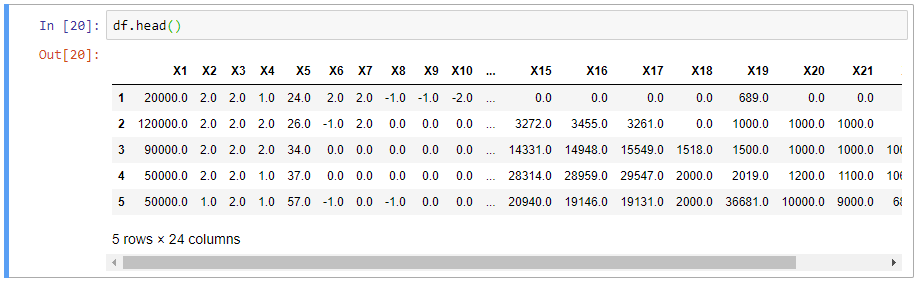 In [20]: df.head()
Out[20]:
X1 X2 X3 X4 X5 X6 X7 X8 X9 X10 ... X15 X16 X17 X18 X19 X20 X21
1 20000.0 2.0 2.0 1.0 24.0 2.0 2.0 -1.0 -1.0 -2.0 ... 0.0 0.0 0.0 0.0 689.0 0.0 0.0
2 120000.0 2.0 2.0 2.0 26.0 -1.0 2.0 0.0 0.0 0.0 ... 3272.0 3455.0 3261.0 0.0 1000.0 1000.0 1000.0
3 90000.0 2.0 2.0 2.0 34.0 0.0 0.0 0.0 0.0 0.0 ... 14331.0 14948.0 15549.0 1518.0 1500.0 1000.0 1000.0
4 50000.0 2.0 2.0 1.0 37.0 0.0 0.0 0.0 0.0 0.0 ... 28314.0 28959.0 29547.0 2000.0 2019.0 1200.0 1100.0
5 50000.0 1.0 2.0 1.0 57.0 -1.0 0.0 -1.0 0.0 0.0 ... 20940.0 19146.0 19131.0 2000.0 36681.0 10000.0 9000.0
5 rows × 24 columns